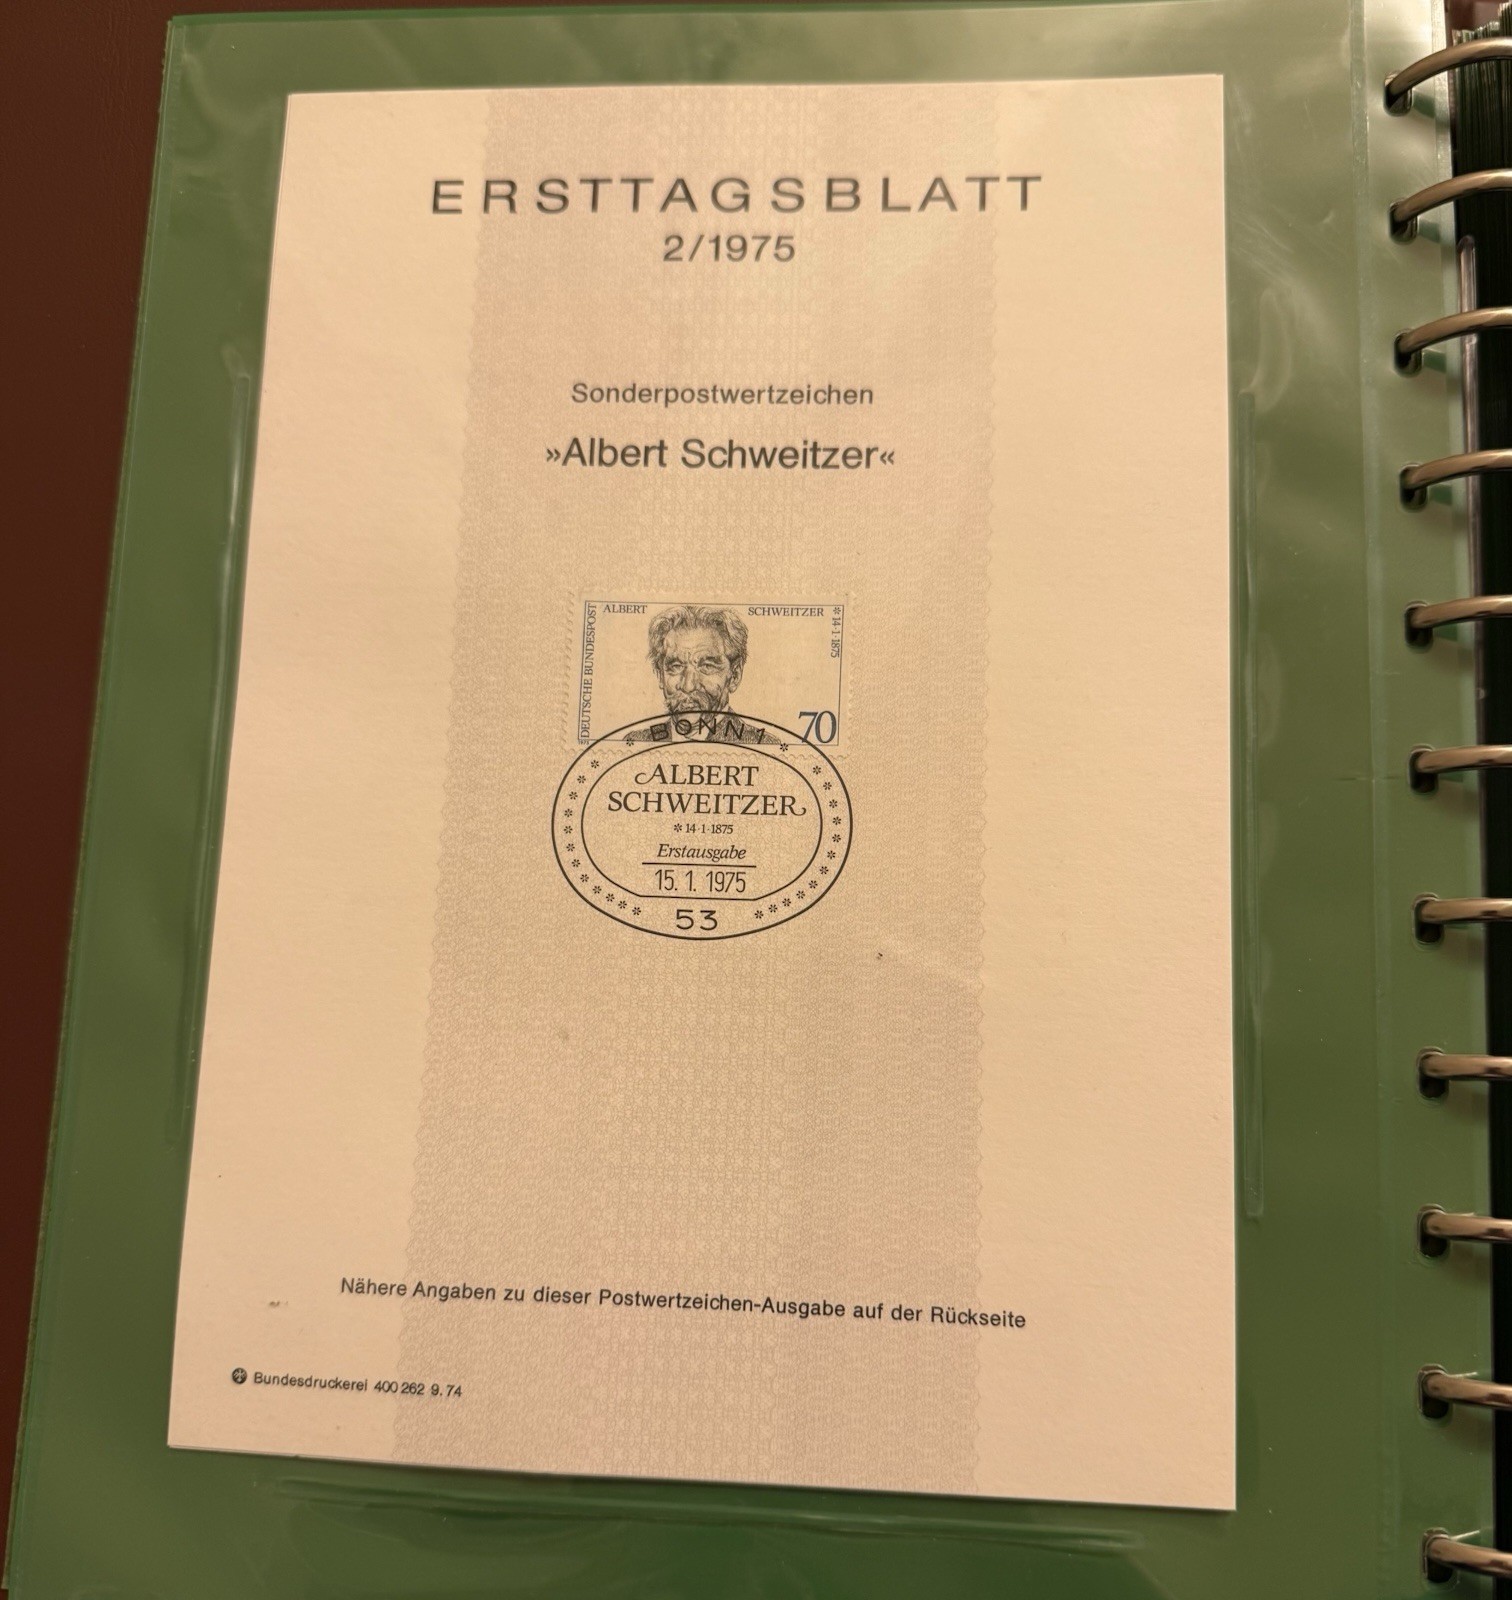 ERSTTAGSBLATT
2/1975
Sonderpostwertzeichen
»Albert Schweitzer«
DEUTSCHE BUNDESPOST
ALBERT SCHWEITZER
*14·1·1875
70
BONN 1
ALBERT
SCHWEITZER
*14·1·1875
Erstausgabe
15. 1. 1975
53
Nähere Angaben zu dieser Postwertzeichen-Ausgabe auf der Rückseite
Bundesdruckerei 400 262 9.74